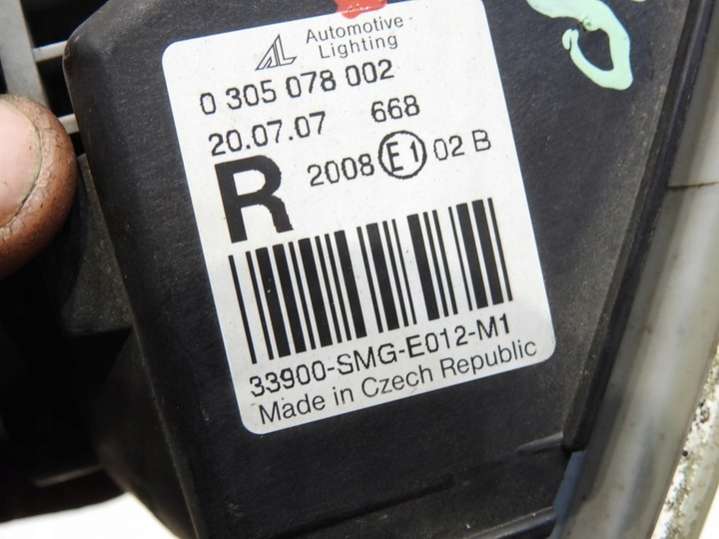 AL Automotive
Lighting
0 305 078 002
20.07.07 668
R 2008 E1 02 B
33900-SMG-E012-M1
Made in Czech Republic